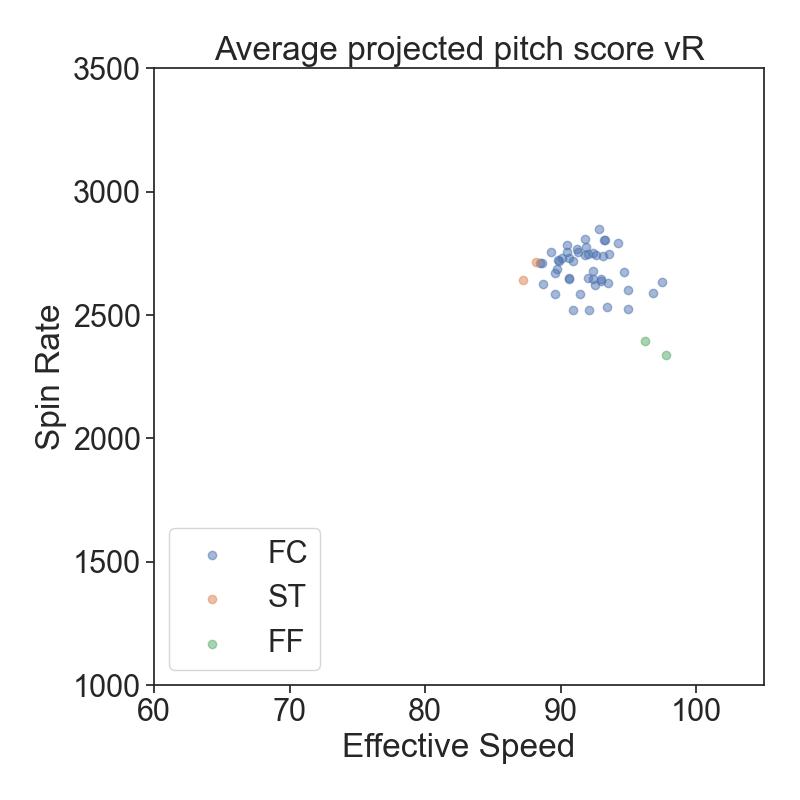 Average projected pitch score vR
3500
3000
2500
2000
1500
1000
Spin Rate
FC
ST
FF
60 70 80 90 100
Effective Speed